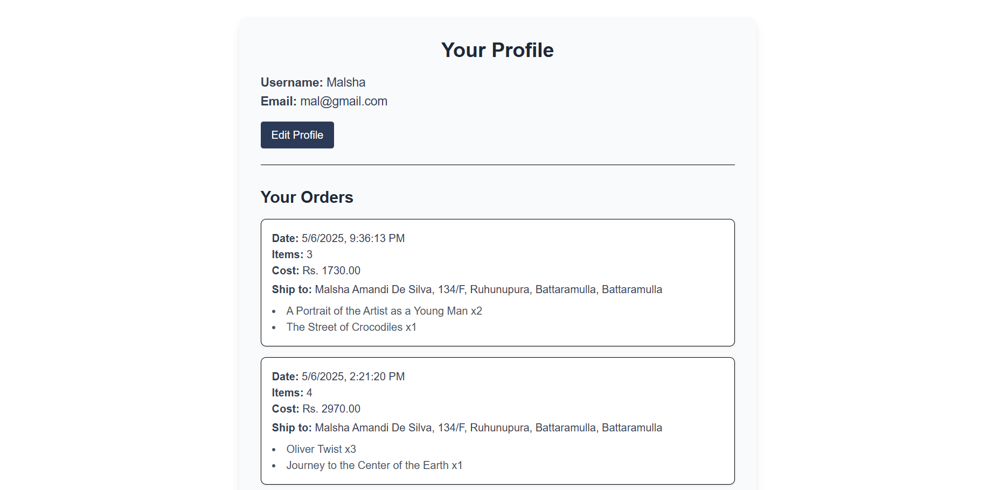 Your Profile
Username: Malsha
Email: mal@gmail.com
Edit Profile
Your Orders
Date: 5/6/2025, 9:36:13 PM
Items: 3
Cost: Rs. 1730.00
Ship to: Malsha Amandi De Silva, 134/F, Ruhunupura, Battaramulla, Battaramulla
• A Portrait of the Artist as a Young Man x2
• The Street of Crocodiles x1
Date: 5/6/2025, 2:21:20 PM
Items: 4
Cost: Rs. 2970.00
Ship to: Malsha Amandi De Silva, 134/F, Ruhunupura, Battaramulla, Battaramulla
• Oliver Twist x3
• Journey to the Center of the Earth x1